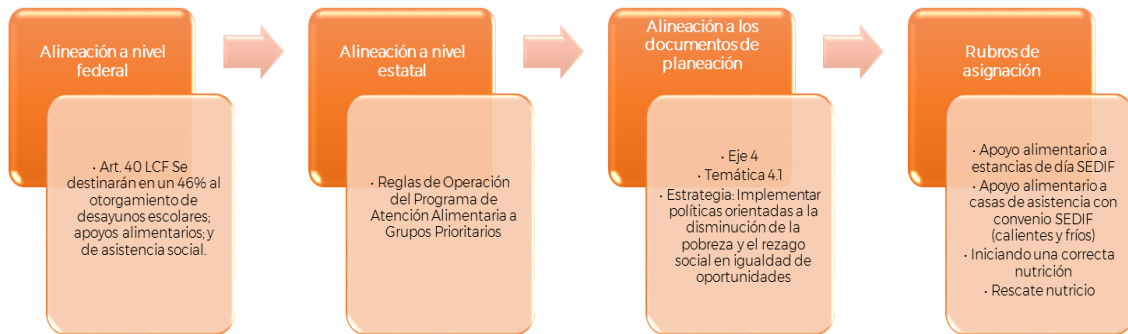 Alineación a nivel
federal
· Art. 40 LCF Se
destinarán en un 46% al
otorgamiento de
desayunos escolares;
apoyos alimentarios; y
de asistencia social.
Alineación a nivel
estatal
· Reglas de Operación
del Programa de
Atención Alimentaria a
Grupos Prioritarios
Alineación a los
documentos de
planeación
· Eje 4
· Temática 4.1
· Estrategia: Implementar
políticas orientadas a la
disminución de la
pobreza y el rezago
social en igualdad de
oportunidades
Rubros de
asignación
· Apoyo alimentario a
estancias de día SEDIF
· Apoyo alimentario a
casas de asistencia con
convenio SEDIF
(calientes y fríos)
· Iniciando una correcta
nutrición
· Rescate nutricio